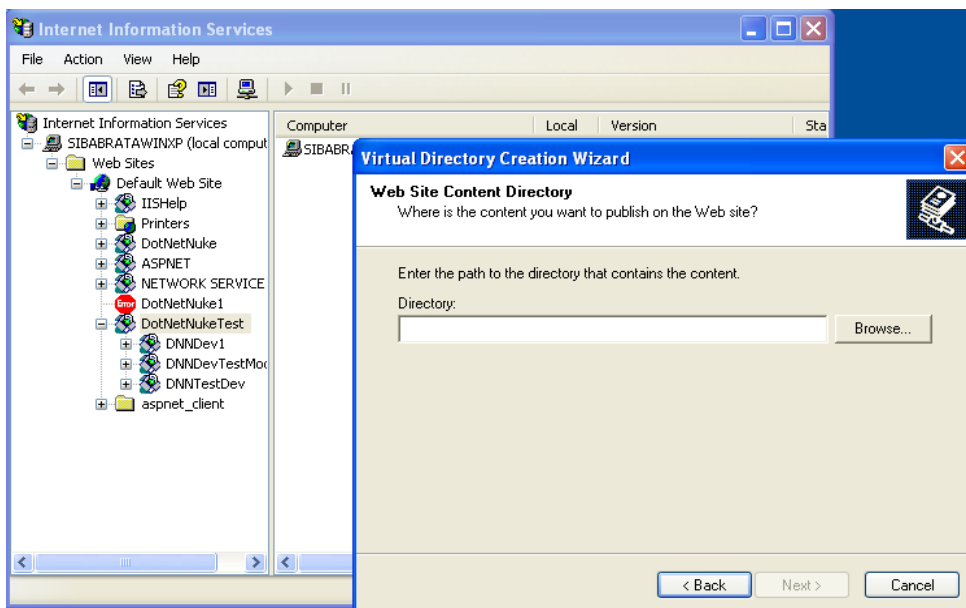 Internet Information Services
File Action View Help
Internet Information Services
SIBABRATAWINXP (local comput
Web Sites
Default Web Site
IISHelp
Printers
DotNetNuke
ASPNET
NETWORK SERVICE
Error DotNetNuke1
DotNetNukeTest
DNNDev1
DNNDevTestMod
DNNTestDev
aspnet_client
Computer Local Version Sta
SIBABRA
Virtual Directory Creation Wizard
Web Site Content Directory
Where is the content you want to publish on the Web site?
Enter the path to the directory that contains the content.
Directory:
Browse...
< Back Next > Cancel